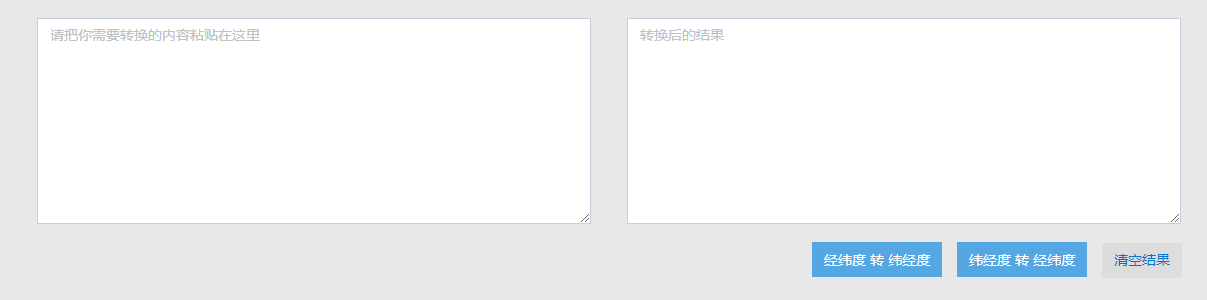 请把你需要转换的内容粘贴在这里
转换后的结果
经纬度 转 纬经度
纬经度 转 经纬度
清空结果